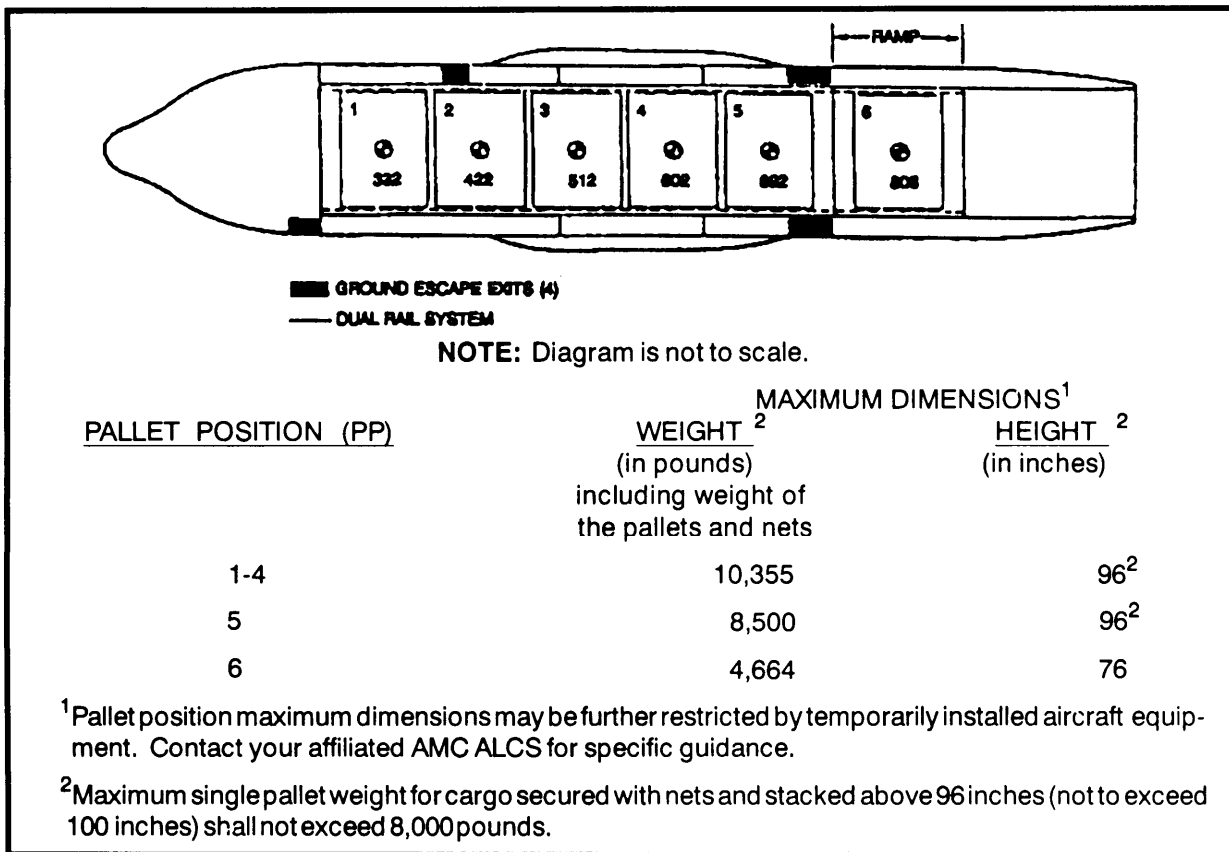 RAMP
1 2 3 4 5 6
332 422 512 602 692
GROUND ESCAPE EXITS (4)
DUAL RAIL SYSTEM
NOTE: Diagram is not to scale.
MAXIMUM DIMENSIONS¹
PALLET POSITION (PP) WEIGHT ² HEIGHT ²
(in pounds) (in inches)
including weight of
the pallets and nets
1-4 10,355 96²
5 8,500 96²
6 4,664 76
¹Pallet position maximum dimensions may be further restricted by temporarily installed aircraft equip-
ment. Contact your affiliated AMC ALCS for specific guidance.
²Maximum single pallet weight for cargo secured with nets and stacked above 96 inches (not to exceed
100 inches) shall not exceed 8,000 pounds.